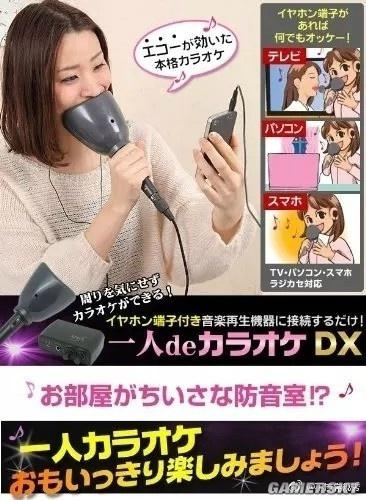 エコーが効いた
本格カラオケ
イヤホン端子が
あれば
何でもオッケー!
テレビ
パソコン
スマホ
TV・パソコン・スマホ
ラジカセ対応
周りを気にせず
カラオケができる!
イヤホン端子付き音楽再生機器に接続するだけ!
一人deカラオケ DX
♪お部屋がちいさな防音室!?♪
一人カラオケ
おもいっきり楽しみましょう!